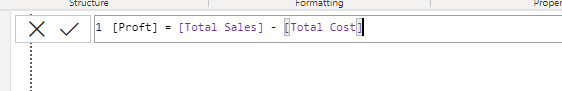 Structure Formatting Proper
1 [Proft] = [Total Sales] - [Total Cost]